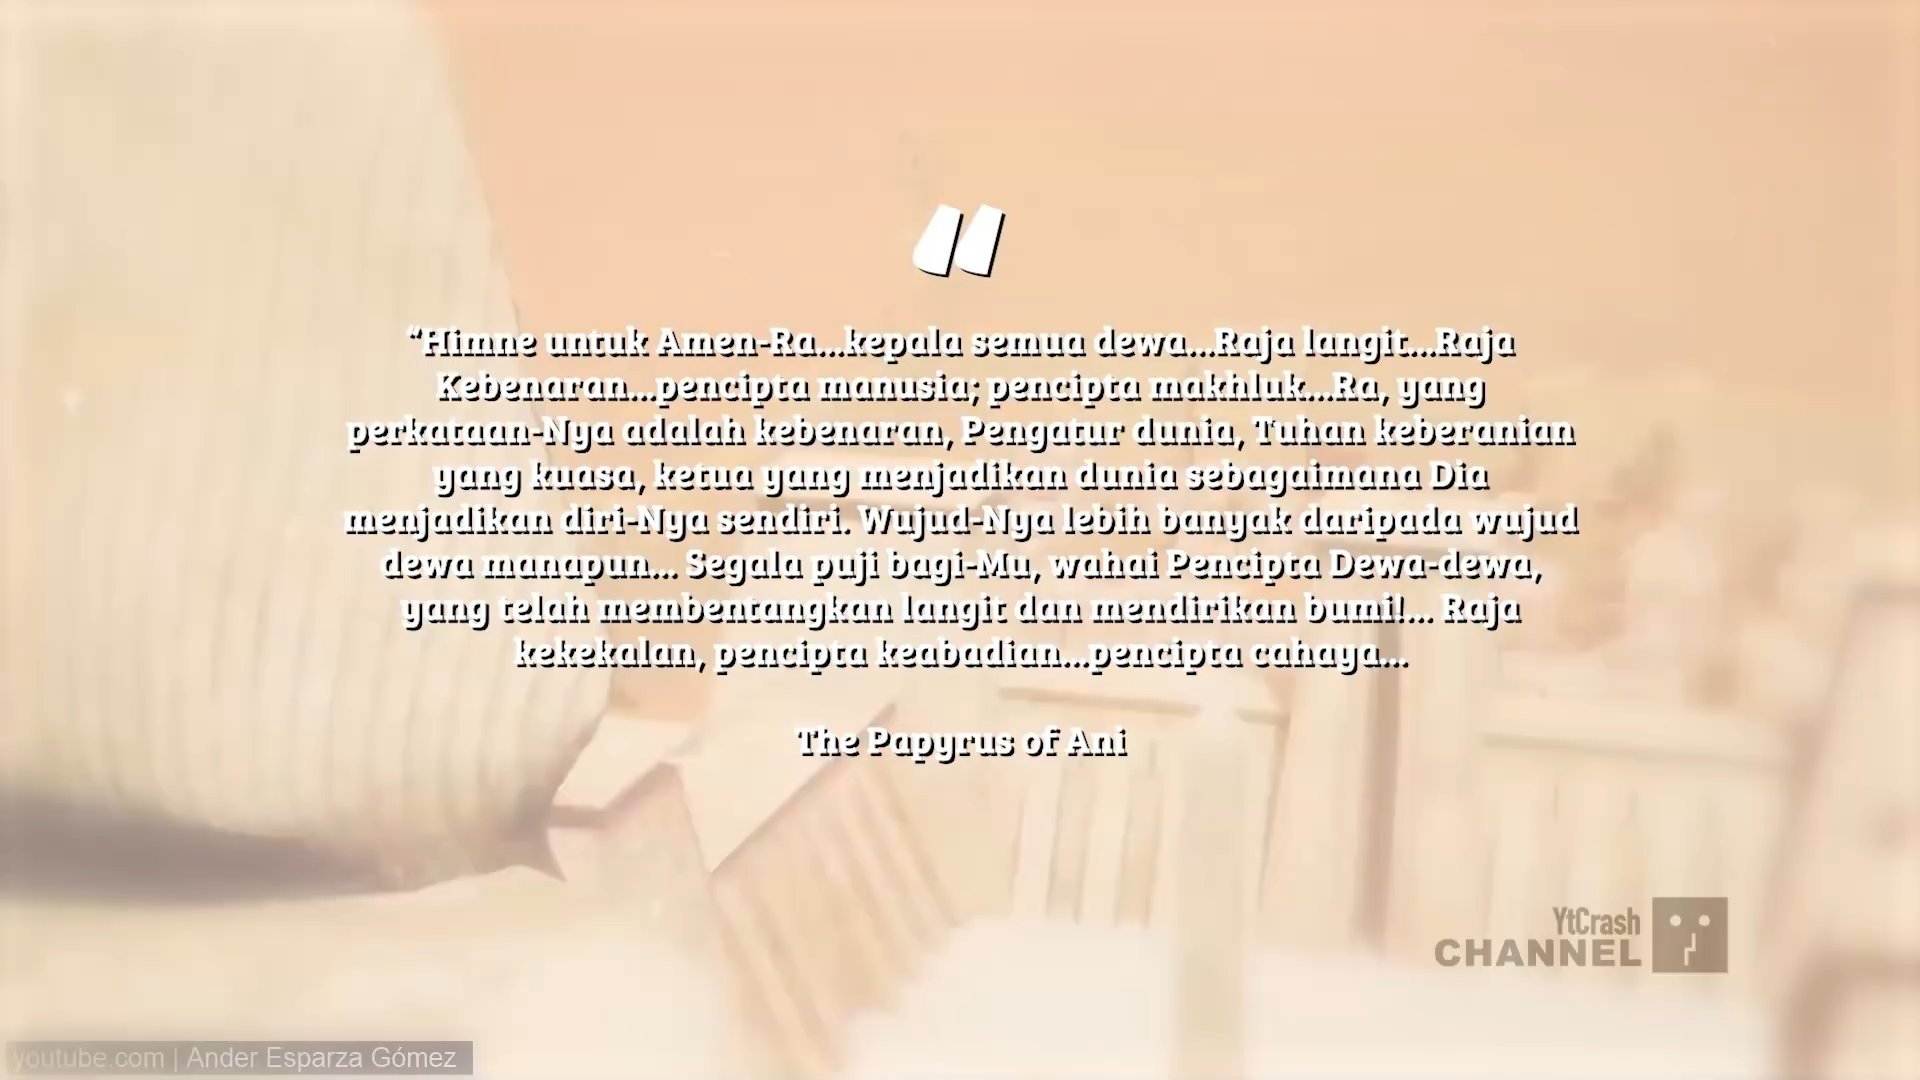 “Himne untuk Amen-Ra...kepala semua dewa...Raja langit...Raja
Kebenaran...pencipta manusia; pencipta makhluk...Ra, yang
perkataan-Nya adalah kebenaran, Pengatur dunia, Tuhan keberanian
yang kuasa, ketua yang menjadikan dunia sebagaimana Dia
menjadikan diri-Nya sendiri. Wujud-Nya lebih banyak daripada wujud
dewa manapun... Segala puji bagi-Mu, wahai Pencipta Dewa-dewa,
yang telah membentangkan langit dan mendirikan bumi!... Raja
kekekalan, pencipta keabadian...pencipta cahaya...
The Papyrus of Ani
YtCrash
CHANNEL
youtube.com | Ander Esparza Gómez